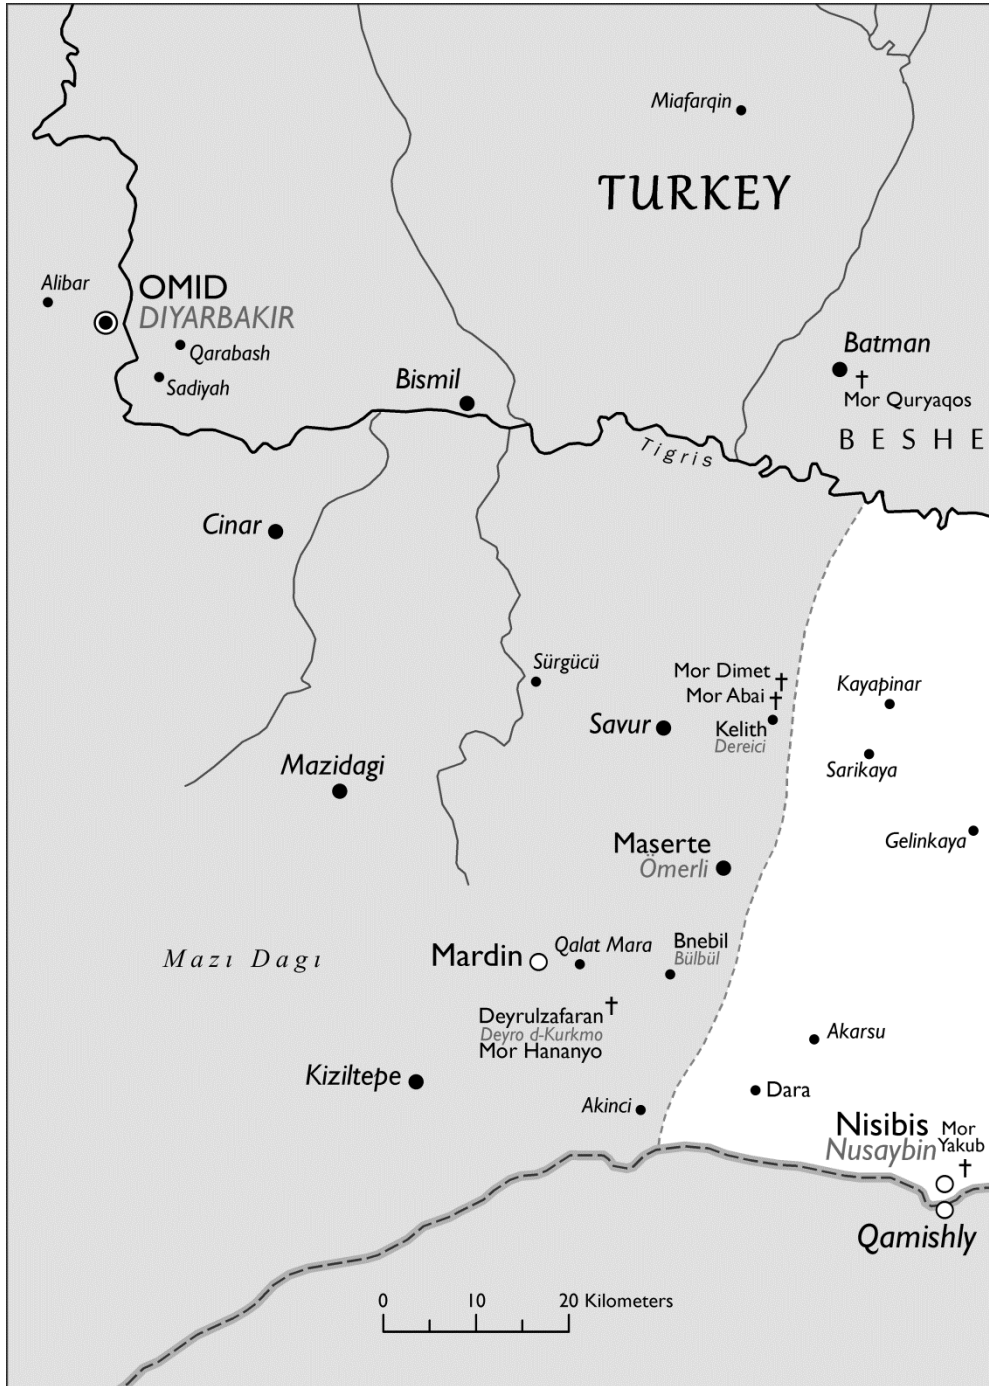 Miafarqin
TURKEY
Alibar
OMID
DIYARBAKIR
Qarabash
Sadiyah
Bismil
Batman
Mor Quryaqos
BESHE
Tigris
Cinar
Sürgücü
Mor Dimet
Mor Abai
Kelith
Dereici
Savur
Kayapinar
Sarikaya
Mazidagi
Gelinkaya
Maserte
Ömerli
Mazı Dagı
Mardin
Qalat Mara
Bnebil
Bülbül
Deyrulzafaran
Deyro d-Kurkmo
Mor Hananyo
Akarsu
Kiziltepe
Dara
Akinci
Nisibis
Nusaybin
Mor
Yakub
Qamishly
0 10 20 Kilometers